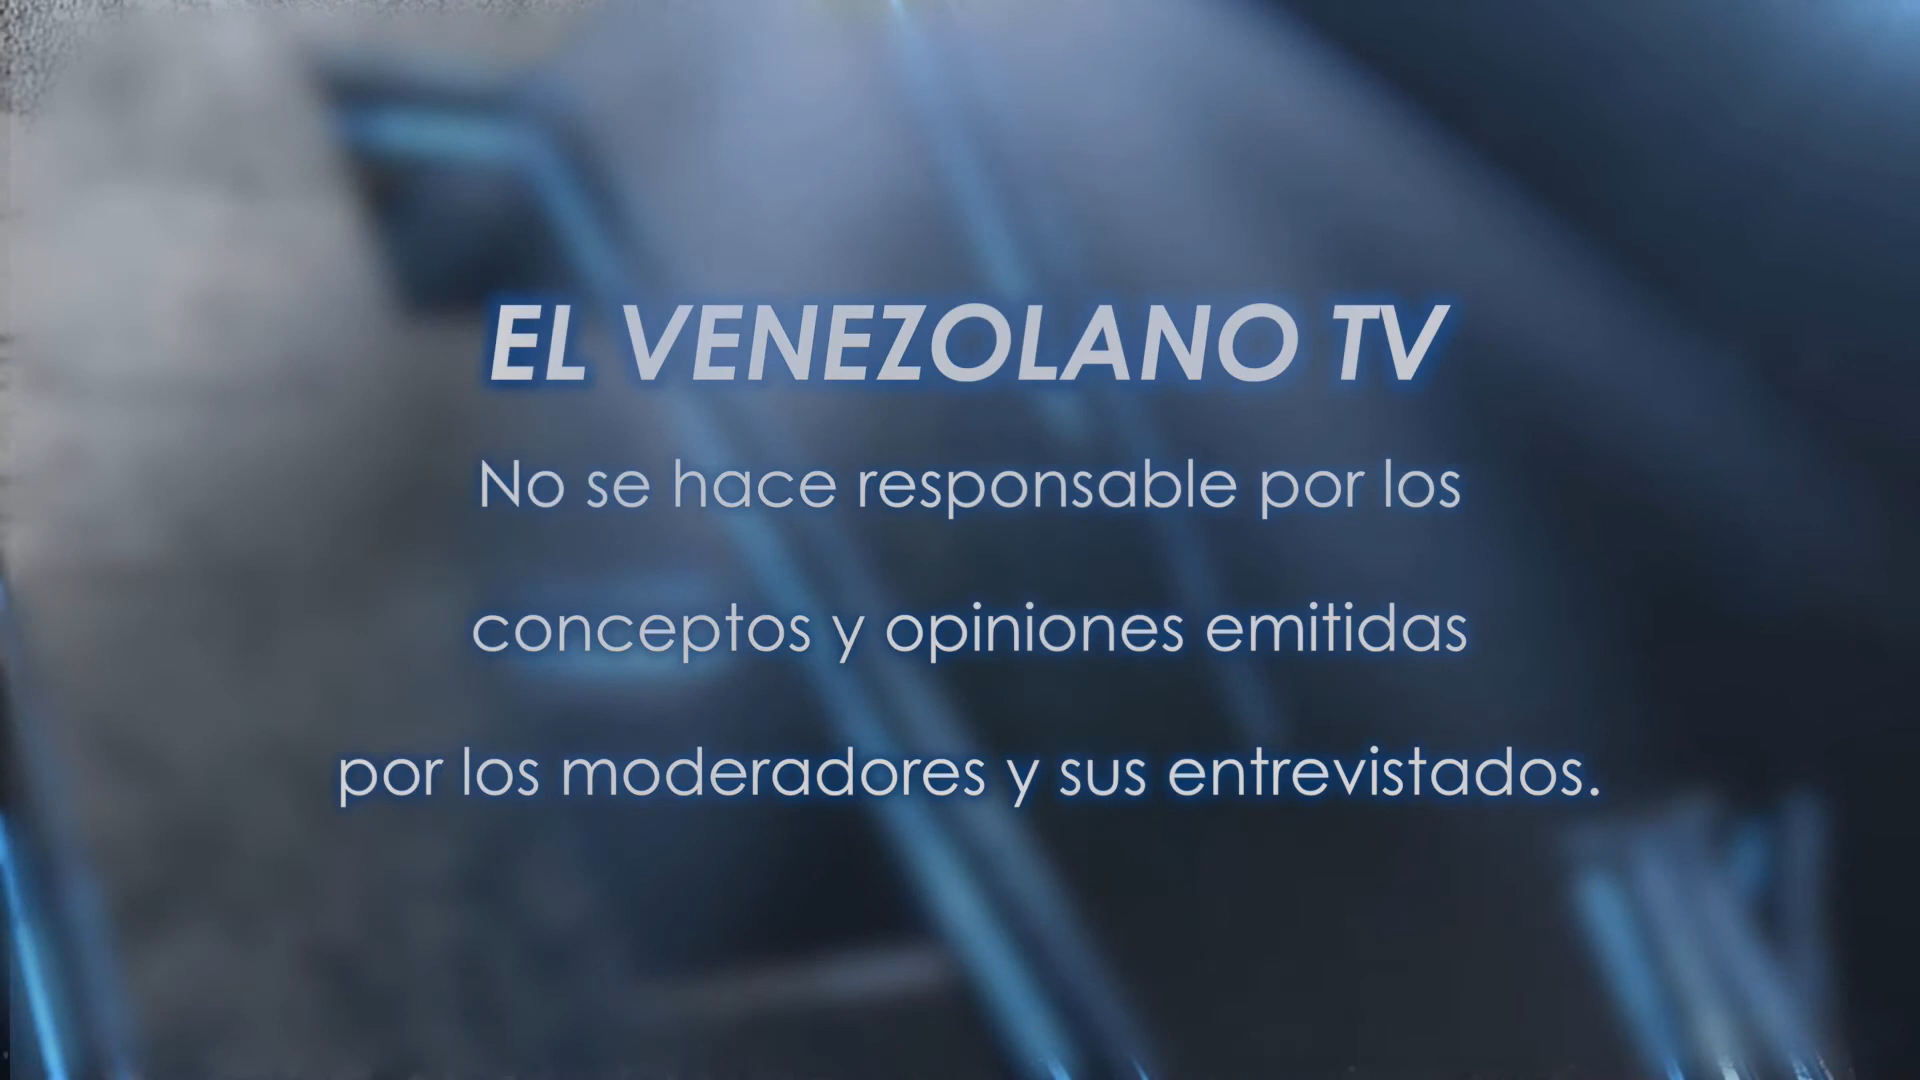 EL VENEZOLANO TV
No se hace responsable por los
conceptos y opiniones emitidas
por los moderadores y sus entrevistados.